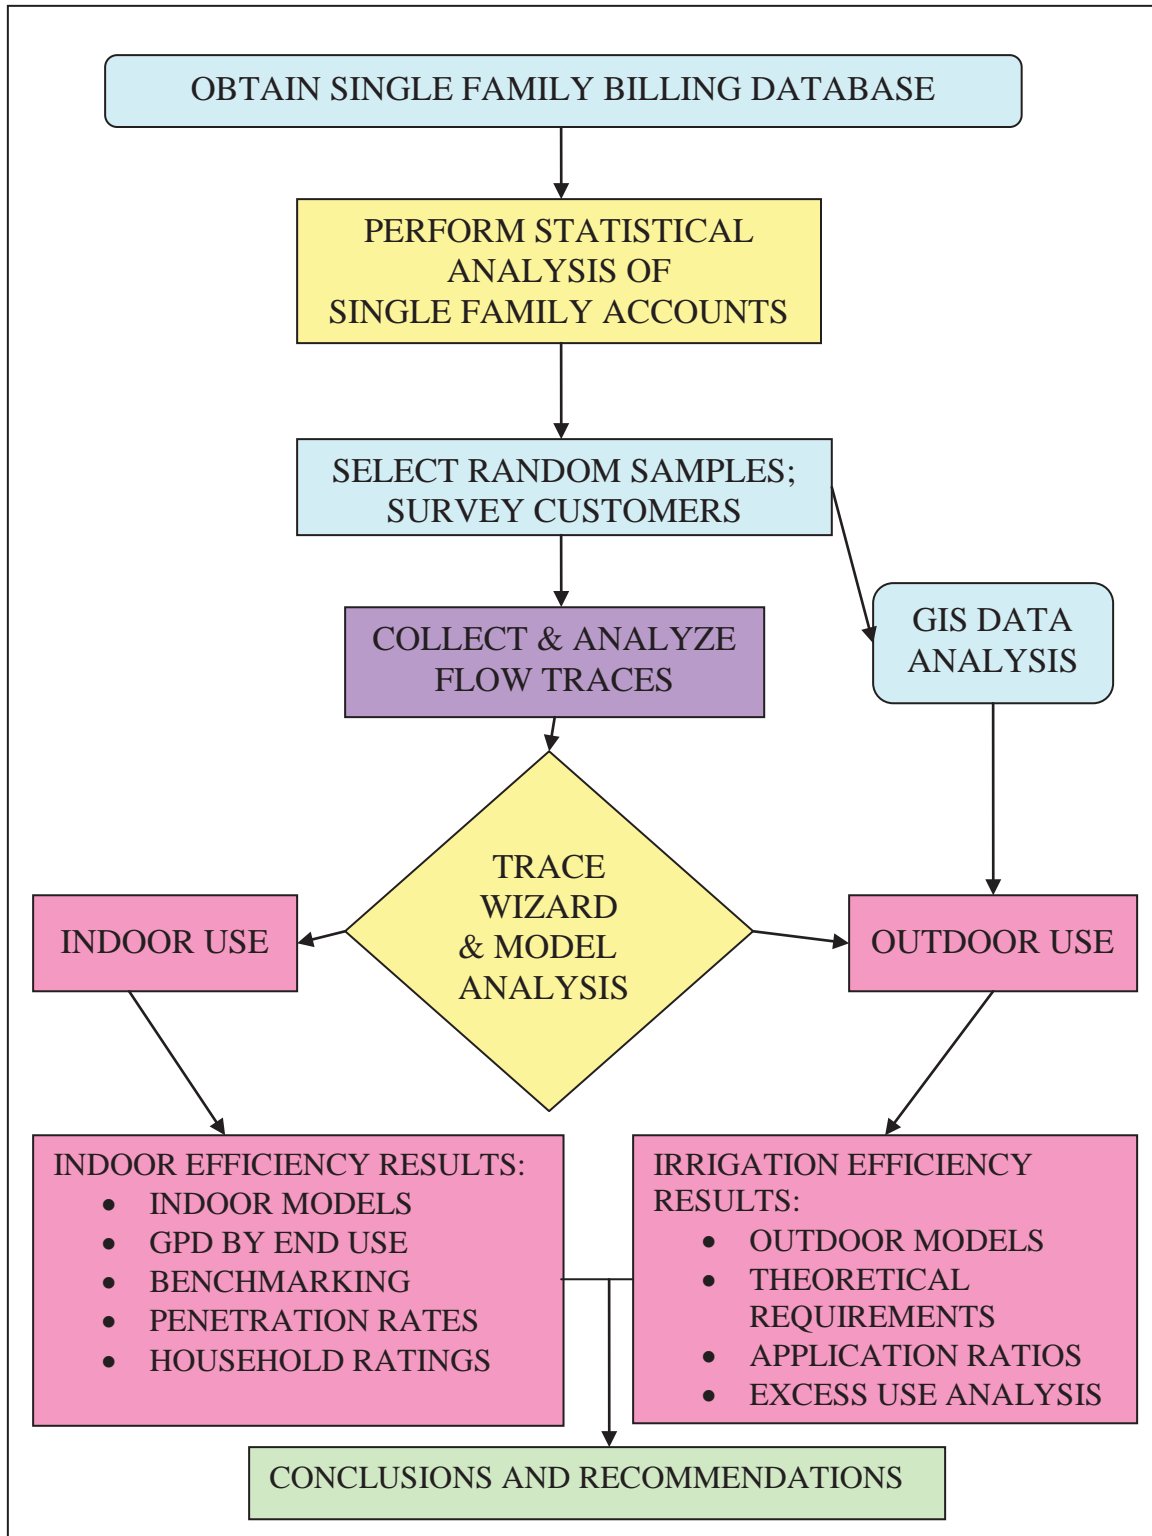 OBTAIN SINGLE FAMILY BILLING DATABASE
PERFORM STATISTICAL
ANALYSIS OF
SINGLE FAMILY ACCOUNTS
SELECT RANDOM SAMPLES;
SURVEY CUSTOMERS
COLLECT & ANALYZE
FLOW TRACES
GIS DATA
ANALYSIS
TRACE
WIZARD
& MODEL
ANALYSIS
INDOOR USE
OUTDOOR USE
INDOOR EFFICIENCY RESULTS:
• INDOOR MODELS
• GPD BY END USE
• BENCHMARKING
• PENETRATION RATES
• HOUSEHOLD RATINGS
IRRIGATION EFFICIENCY
RESULTS:
• OUTDOOR MODELS
• THEORETICAL
REQUIREMENTS
• APPLICATION RATIOS
• EXCESS USE ANALYSIS
CONCLUSIONS AND RECOMMENDATIONS